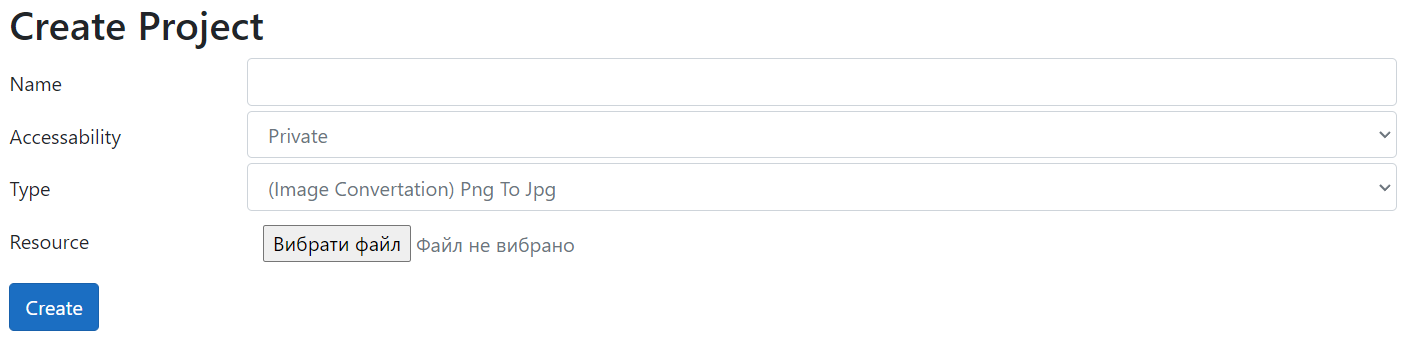 Create Project
Name
Accessability Private
Type (Image Convertation) Png To Jpg
Resource Вибрати файл Файл не вибрано
Create